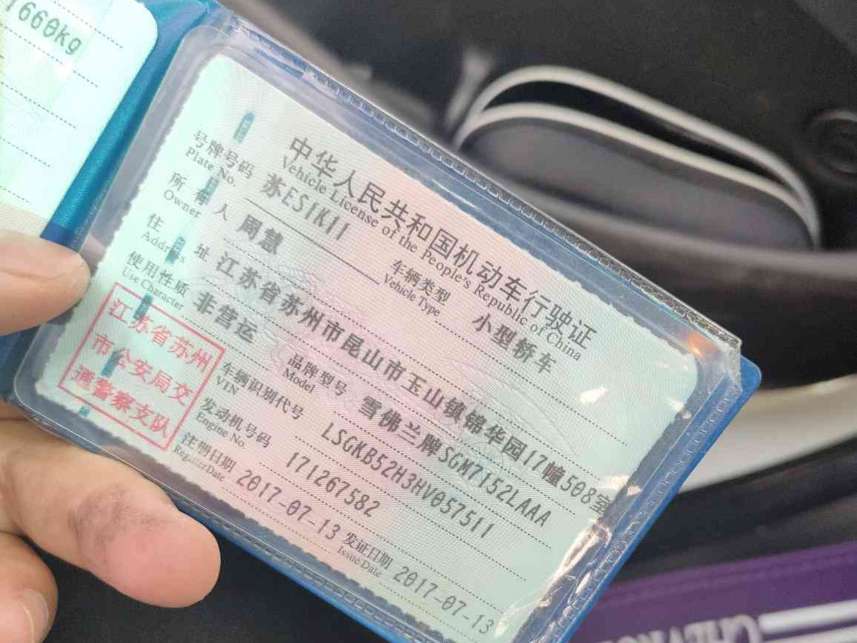 1660kg
中华人民共和国机动车行驶证
Vehicle License of the People's Republic of China
号牌号码 苏ES1K11 车辆类型 小型轿车
Plate No. Vehicle Type
所有人 周慧
Owner
住址 江苏省苏州市昆山市玉山镇锦华园17幢508室
Address
使用性质 非营运 品牌型号 雪佛兰牌SGM7152LAAA
Use Character Model
江苏省苏州
市公安局交
通警察支队
车辆识别代号 LSGKB52H3HV057511
VIN
发动机号码 171267582
Engine No.
注册日期 2017-07-13 发证日期 2017-07-13
Register Date Issue Date